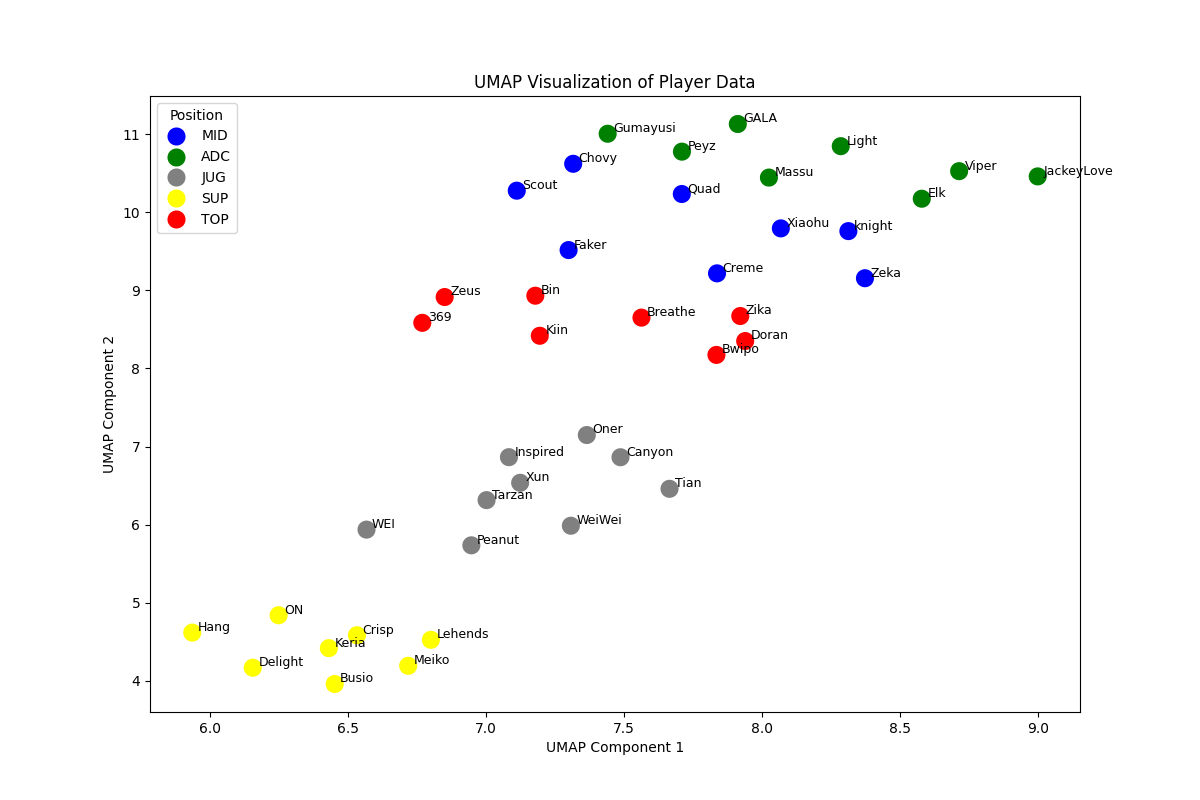 UMAP Visualization of Player Data
Position
MID
ADC
JUG
SUP
TOP
GALA
Gumayusi
Peyz
Light
Chovy
Massu
Viper
JackeyLove
Scout
Quad
Elk
Xiaohu
knight
Faker
Creme
Zeka
Zeus
Bin
369
Kiin
Breathe
Zika
Doran
Bwipo
Oner
Inspired
Canyon
Xun
Tian
Tarzan
WEI
WeiWei
Peanut
ON
Hang
Crisp
Keria
Lehends
Delight
Meiko
Busio
11
10
9
8
7
6
5
4
UMAP Component 2
6.0
6.5
7.0
7.5
8.0
8.5
9.0
UMAP Component 1